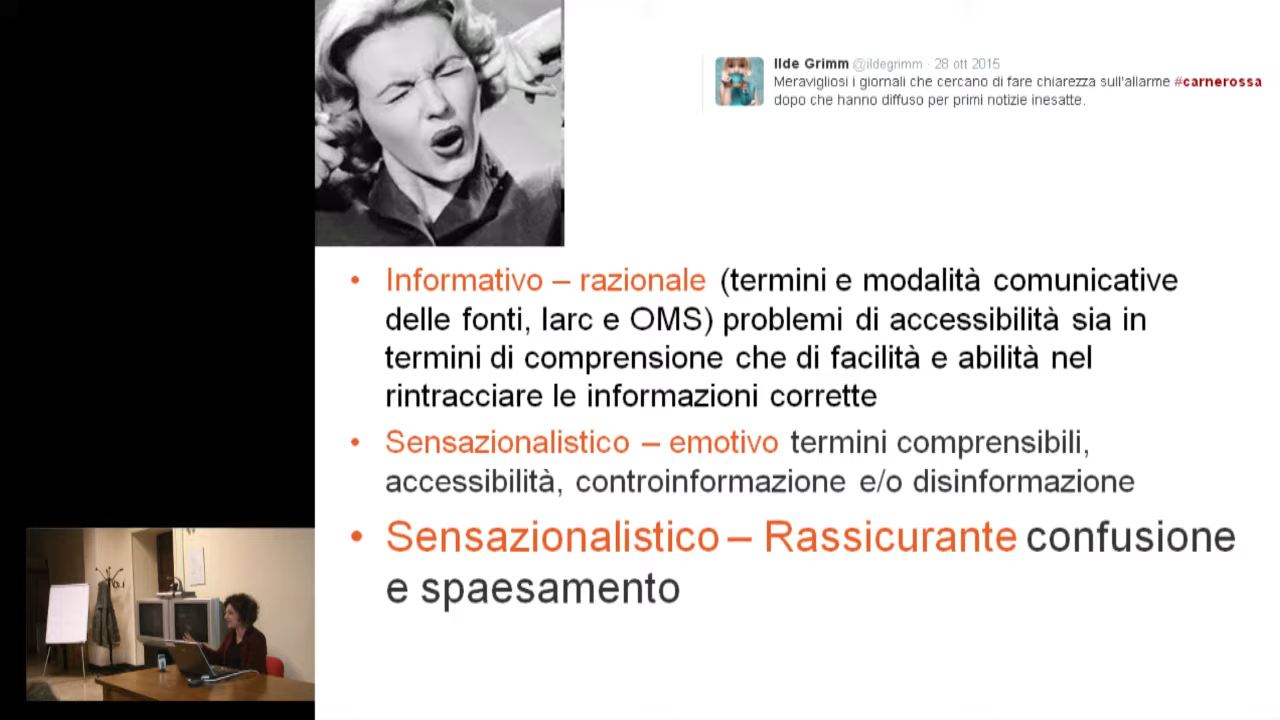 Ilde Grimm @ildegrimm · 28 ott 2015
Meravigliosi i giornali che cercano di fare chiarezza sull'allarme #carnerossa
dopo che hanno diffuso per primi notizie inesatte.
• Informativo – razionale (termini e modalità comunicative
delle fonti, Iarc e OMS) problemi di accessibilità sia in
termini di comprensione che di facilità e abilità nel
rintracciare le informazioni corrette
• Sensazionalistico – emotivo termini comprensibili,
accessibilità, controinformazione e/o disinformazione
• Sensazionalistico – Rassicurante confusione
e spaesamento